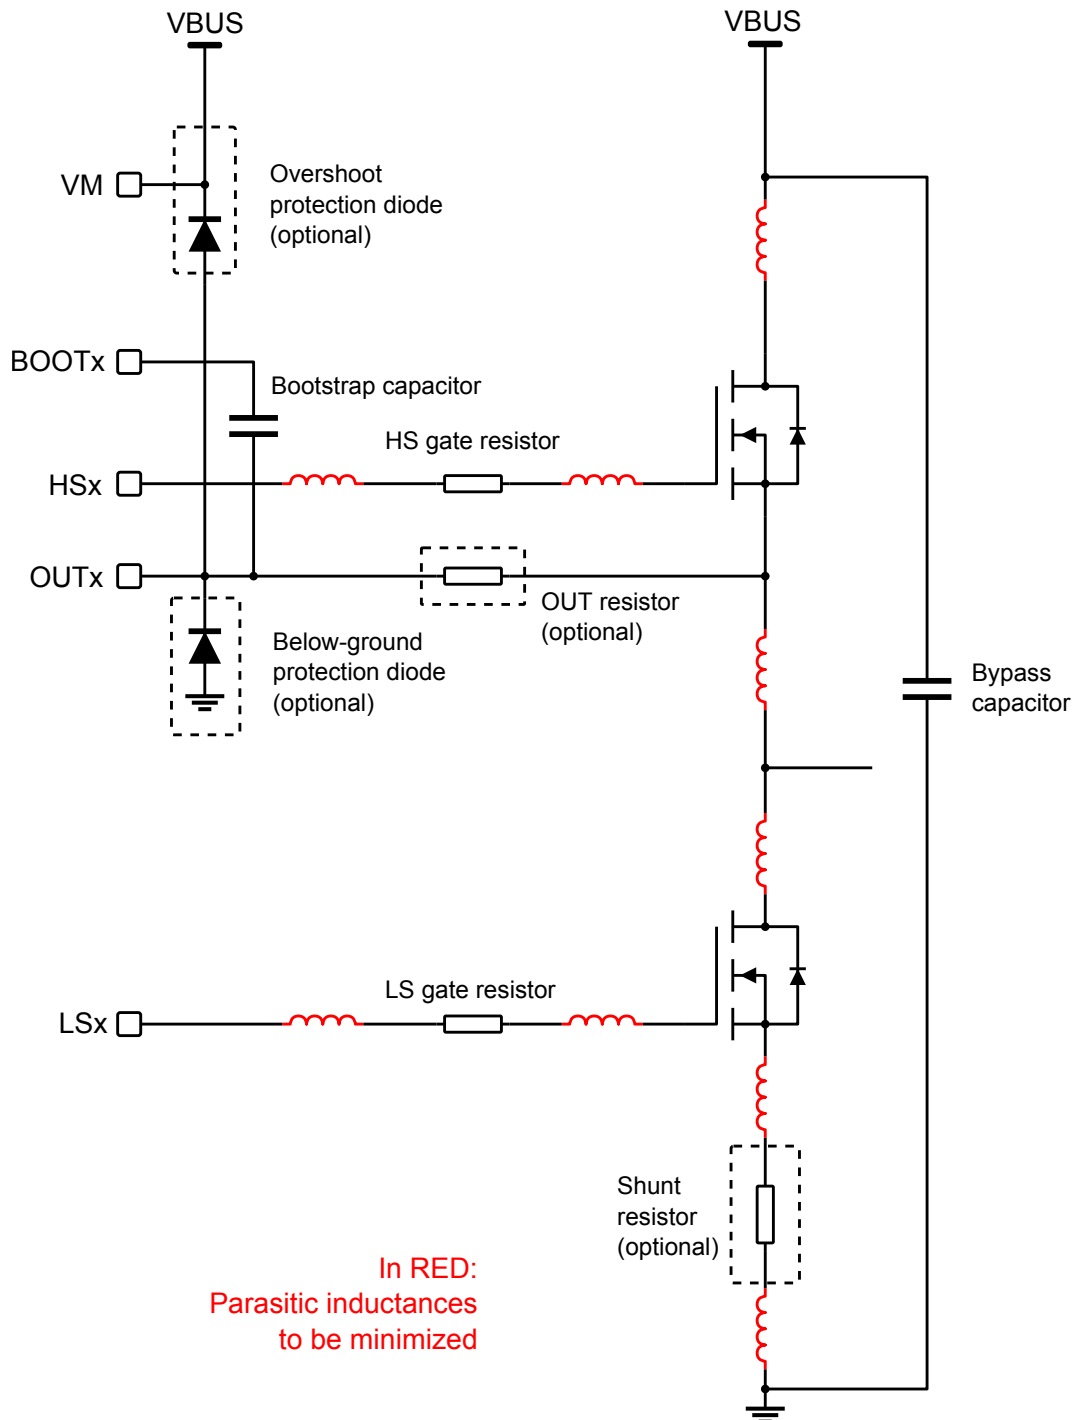 VBUS
VBUS
VM
Overshoot
protection diode
(optional)
BOOTx
Bootstrap capacitor
HS gate resistor
HSx
OUTx
OUT resistor
(optional)
Below-ground
protection diode
(optional)
Bypass
capacitor
LS gate resistor
LSx
Shunt
resistor
(optional)
In RED:
Parasitic inductances
to be minimized